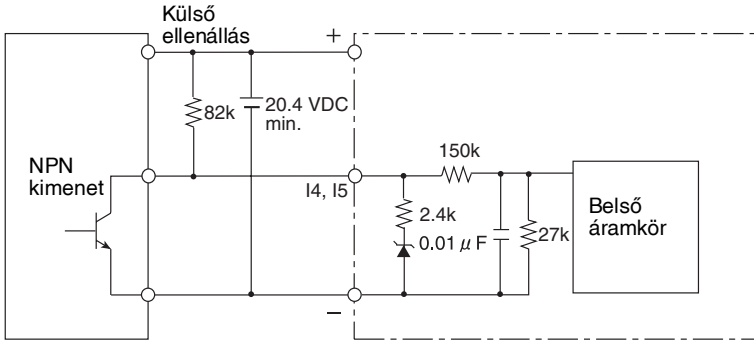 Külső
ellenállás
+
82k
20.4 VDC
min.
NPN
kimenet
I4, I5
150k
2.4k
0.01 μF
27k
Belső
áramkör
−